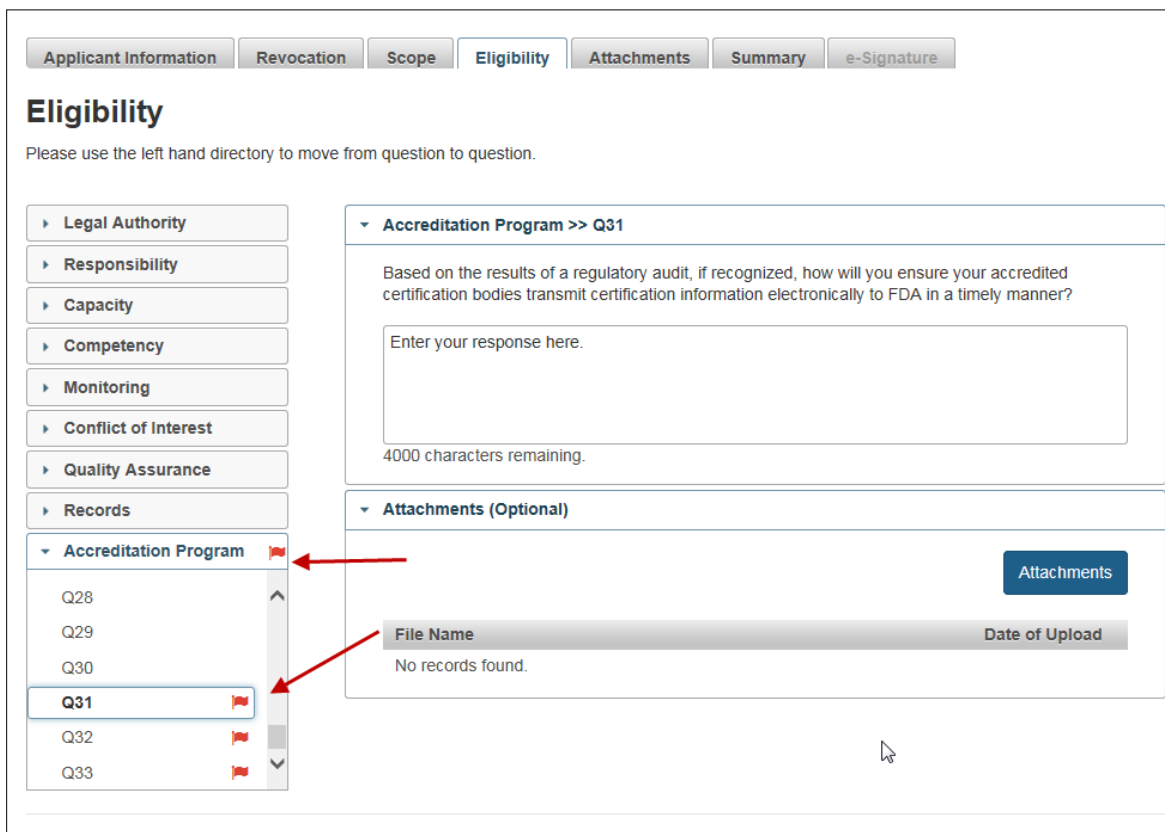 Applicant Information Revocation Scope Eligibility Attachments Summary e-Signature
Eligibility
Please use the left hand directory to move from question to question.
Legal Authority
Responsibility
Capacity
Competency
Monitoring
Conflict of Interest
Quality Assurance
Records
Accreditation Program
Q28
Q29
Q30
Q31
Q32
Q33
Accreditation Program >> Q31
Based on the results of a regulatory audit, if recognized, how will you ensure your accredited
certification bodies transmit certification information electronically to FDA in a timely manner?
Enter your response here.
4000 characters remaining.
Attachments (Optional)
Attachments
File Name Date of Upload
No records found.